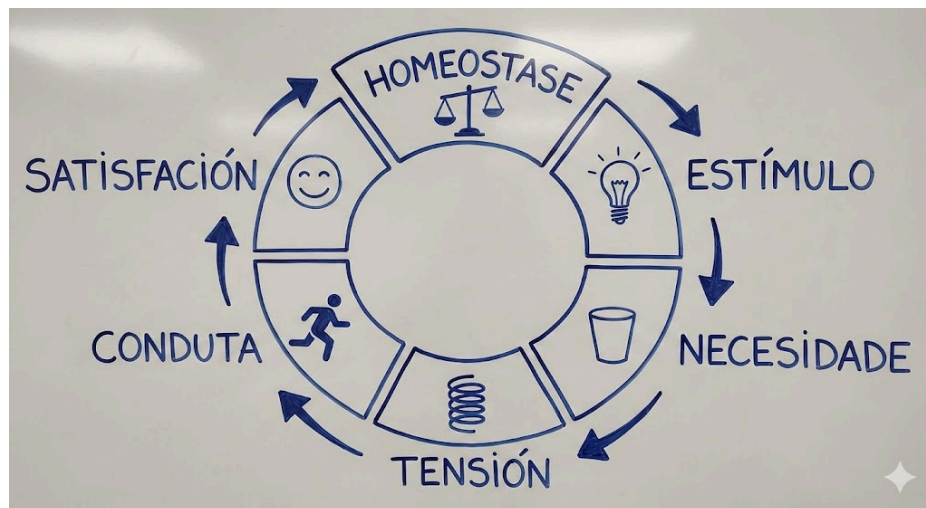 HOMEOSTASE
ESTÍMULO
NECESIDADE
TENSIÓN
CONDUTA
SATISFACIÓN